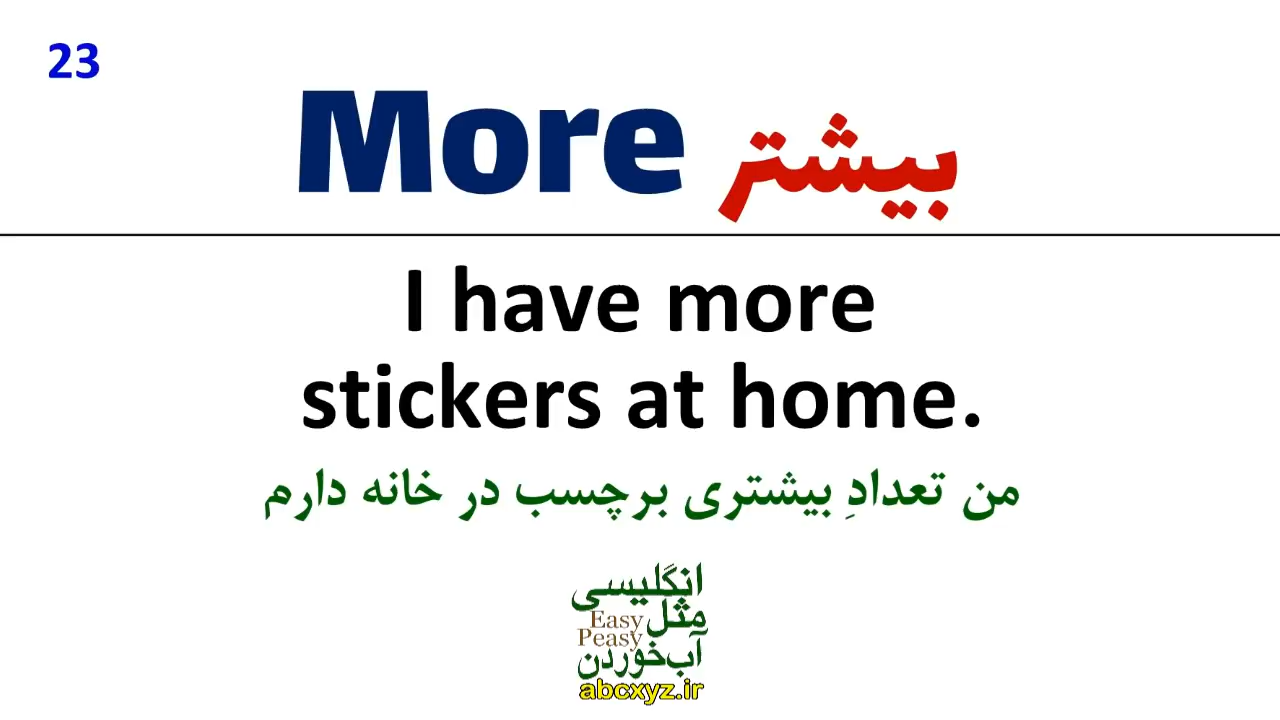 23
More بیشتر
I have more
stickers at home.
من تعدادِ بیشتری برچسب در خانه دارم
انگلیسی
مثل Easy
Peasy
آب‌خوردن
abcxyz.ir